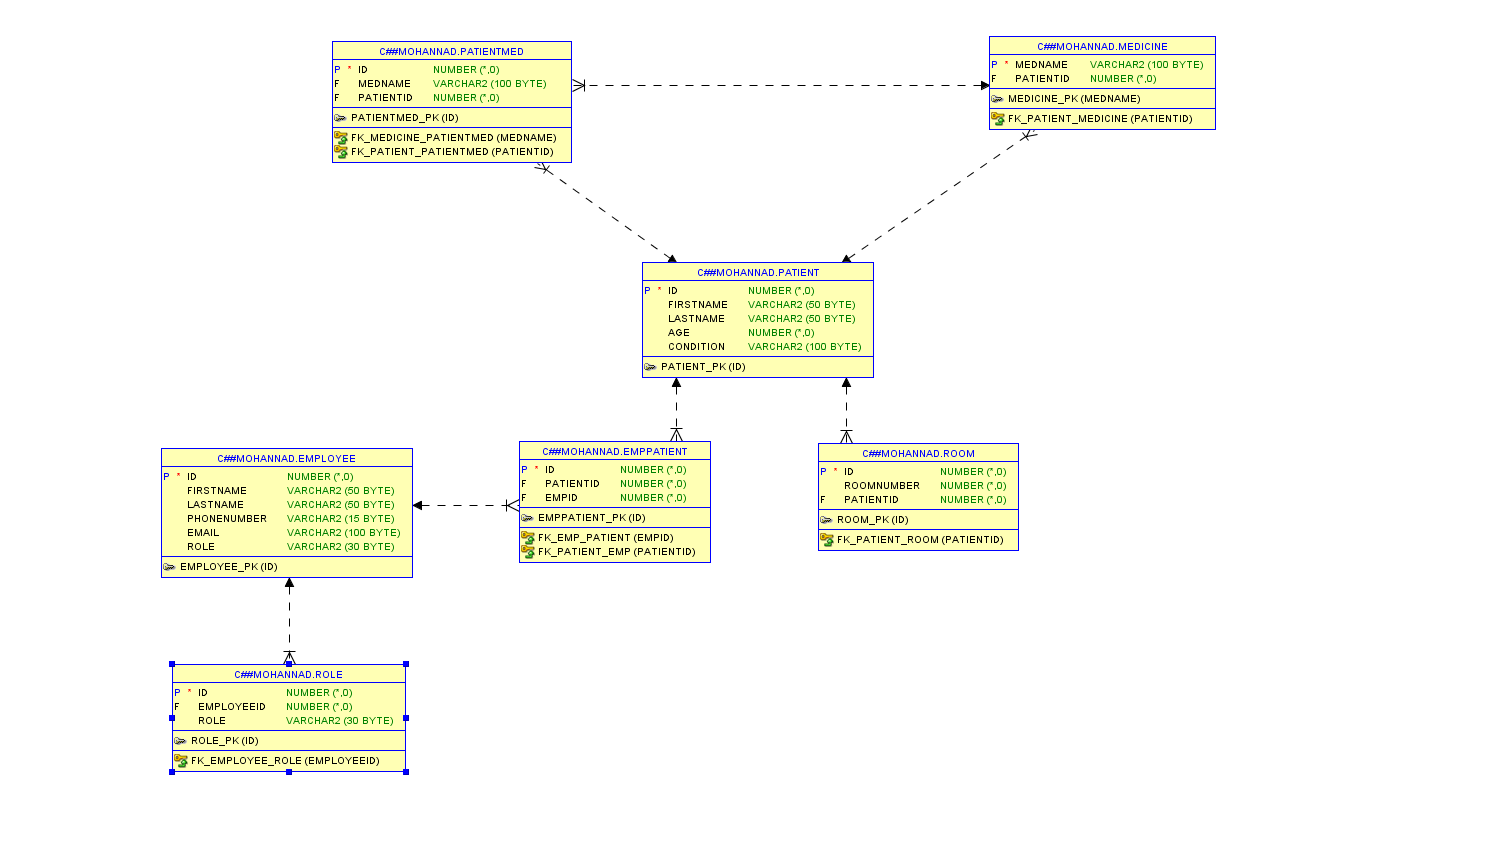 C##MOHANNAD.PATIENTMED
P * ID NUMBER (*,0)
F MEDNAME VARCHAR2 (100 BYTE)
F PATIENTID NUMBER (*,0)
PATIENTMED_PK (ID)
FK_MEDICINE_PATIENTMED (MEDNAME)
FK_PATIENT_PATIENTMED (PATIENTID)
C##MOHANNAD.MEDICINE
P * MEDNAME VARCHAR2 (100 BYTE)
F PATIENTID NUMBER (*,0)
MEDICINE_PK (MEDNAME)
FK_PATIENT_MEDICINE (PATIENTID)
C##MOHANNAD.PATIENT
P * ID NUMBER (*,0)
FIRSTNAME VARCHAR2 (50 BYTE)
LASTNAME VARCHAR2 (50 BYTE)
AGE NUMBER (*,0)
CONDITION VARCHAR2 (100 BYTE)
PATIENT_PK (ID)
C##MOHANNAD.EMPLOYEE
P * ID NUMBER (*,0)
FIRSTNAME VARCHAR2 (50 BYTE)
LASTNAME VARCHAR2 (50 BYTE)
PHONENUMBER VARCHAR2 (15 BYTE)
EMAIL VARCHAR2 (100 BYTE)
ROLE VARCHAR2 (30 BYTE)
EMPLOYEE_PK (ID)
C##MOHANNAD.EMPPATIENT
P * ID NUMBER (*,0)
F PATIENTID NUMBER (*,0)
F EMPID NUMBER (*,0)
EMPPATIENT_PK (ID)
FK_EMP_PATIENT (EMPID)
FK_PATIENT_EMP (PATIENTID)
C##MOHANNAD.ROOM
P * ID NUMBER (*,0)
ROOMNUMBER NUMBER (*,0)
F PATIENTID NUMBER (*,0)
ROOM_PK (ID)
FK_PATIENT_ROOM (PATIENTID)
C##MOHANNAD.ROLE
P * ID NUMBER (*,0)
F EMPLOYEEID NUMBER (*,0)
ROLE VARCHAR2 (30 BYTE)
ROLE_PK (ID)
FK_EMPLOYEE_ROLE (EMPLOYEEID)